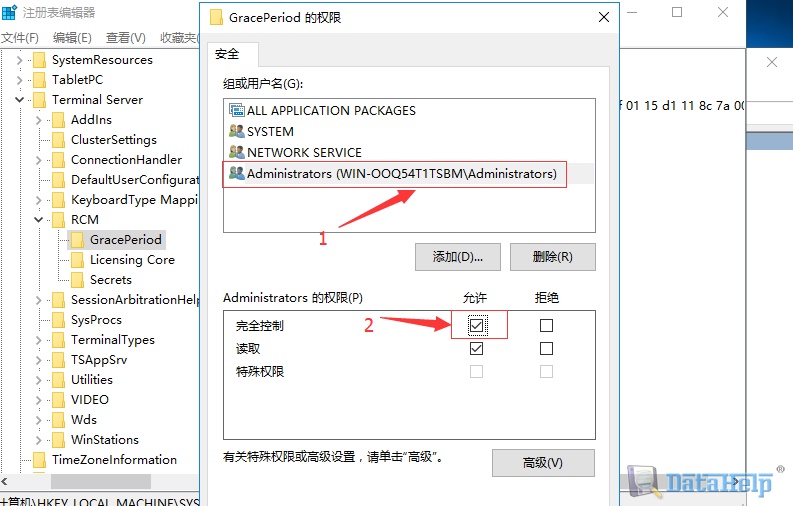 注册表编辑器
文件(F) 编辑(E) 查看(V) 收藏夹(
SystemResources
TabletPC
Terminal Server
AddIns
ClusterSettings
ConnectionHandler
DefaultUserConfigurat
KeyboardType Mappi
RCM
GracePeriod
Licensing Core
Secrets
SessionArbitrationHelp
SysProcs
TerminalTypes
TSAppSrv
Utilities
VIDEO
Wds
WinStations
TimeZoneInformation
计算机\HKEY_LOCAL_MACHINE\SYS
GracePeriod 的权限
安全
组或用户名(G):
ALL APPLICATION PACKAGES
SYSTEM
NETWORK SERVICE
Administrators (WIN-OOQ54T1TSBM\Administrators)
1
添加(D)... 删除(R)
Administrators 的权限(P) 允许 拒绝
完全控制
2
读取
特殊权限
有关特殊权限或高级设置，请单击“高级”。
高级(V)
f 01 15 d1 11 8c 7a 00
DataHelp ®